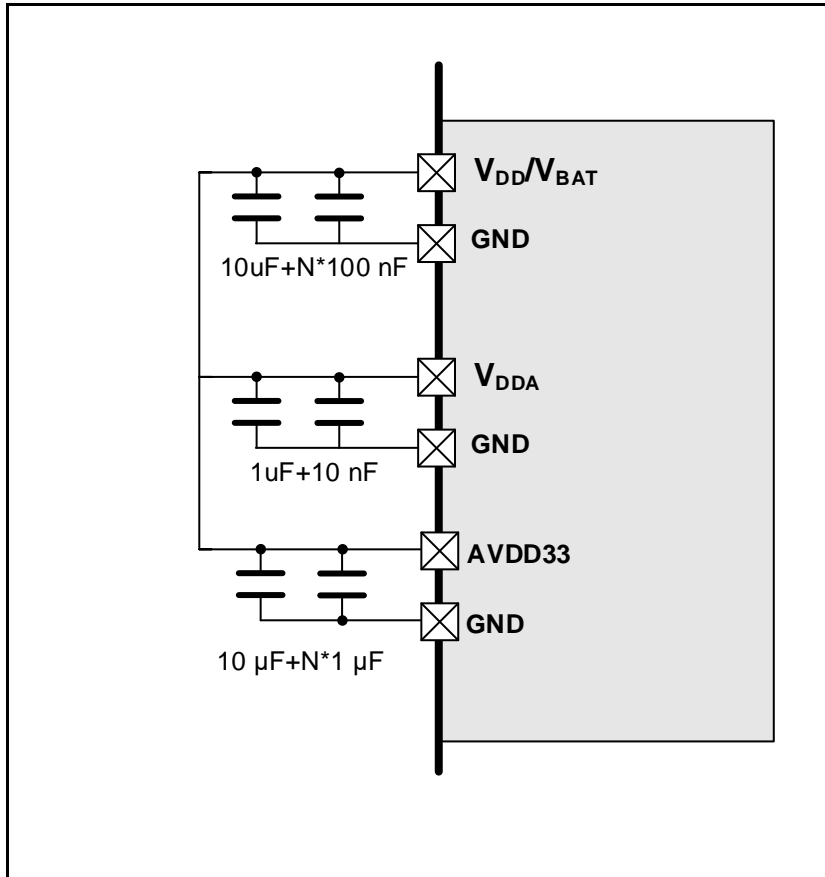 VDD/VBAT
GND
10uF+N*100 nF
VDDA
GND
1uF+10 nF
AVDD33
GND
10 µF+N*1 µF